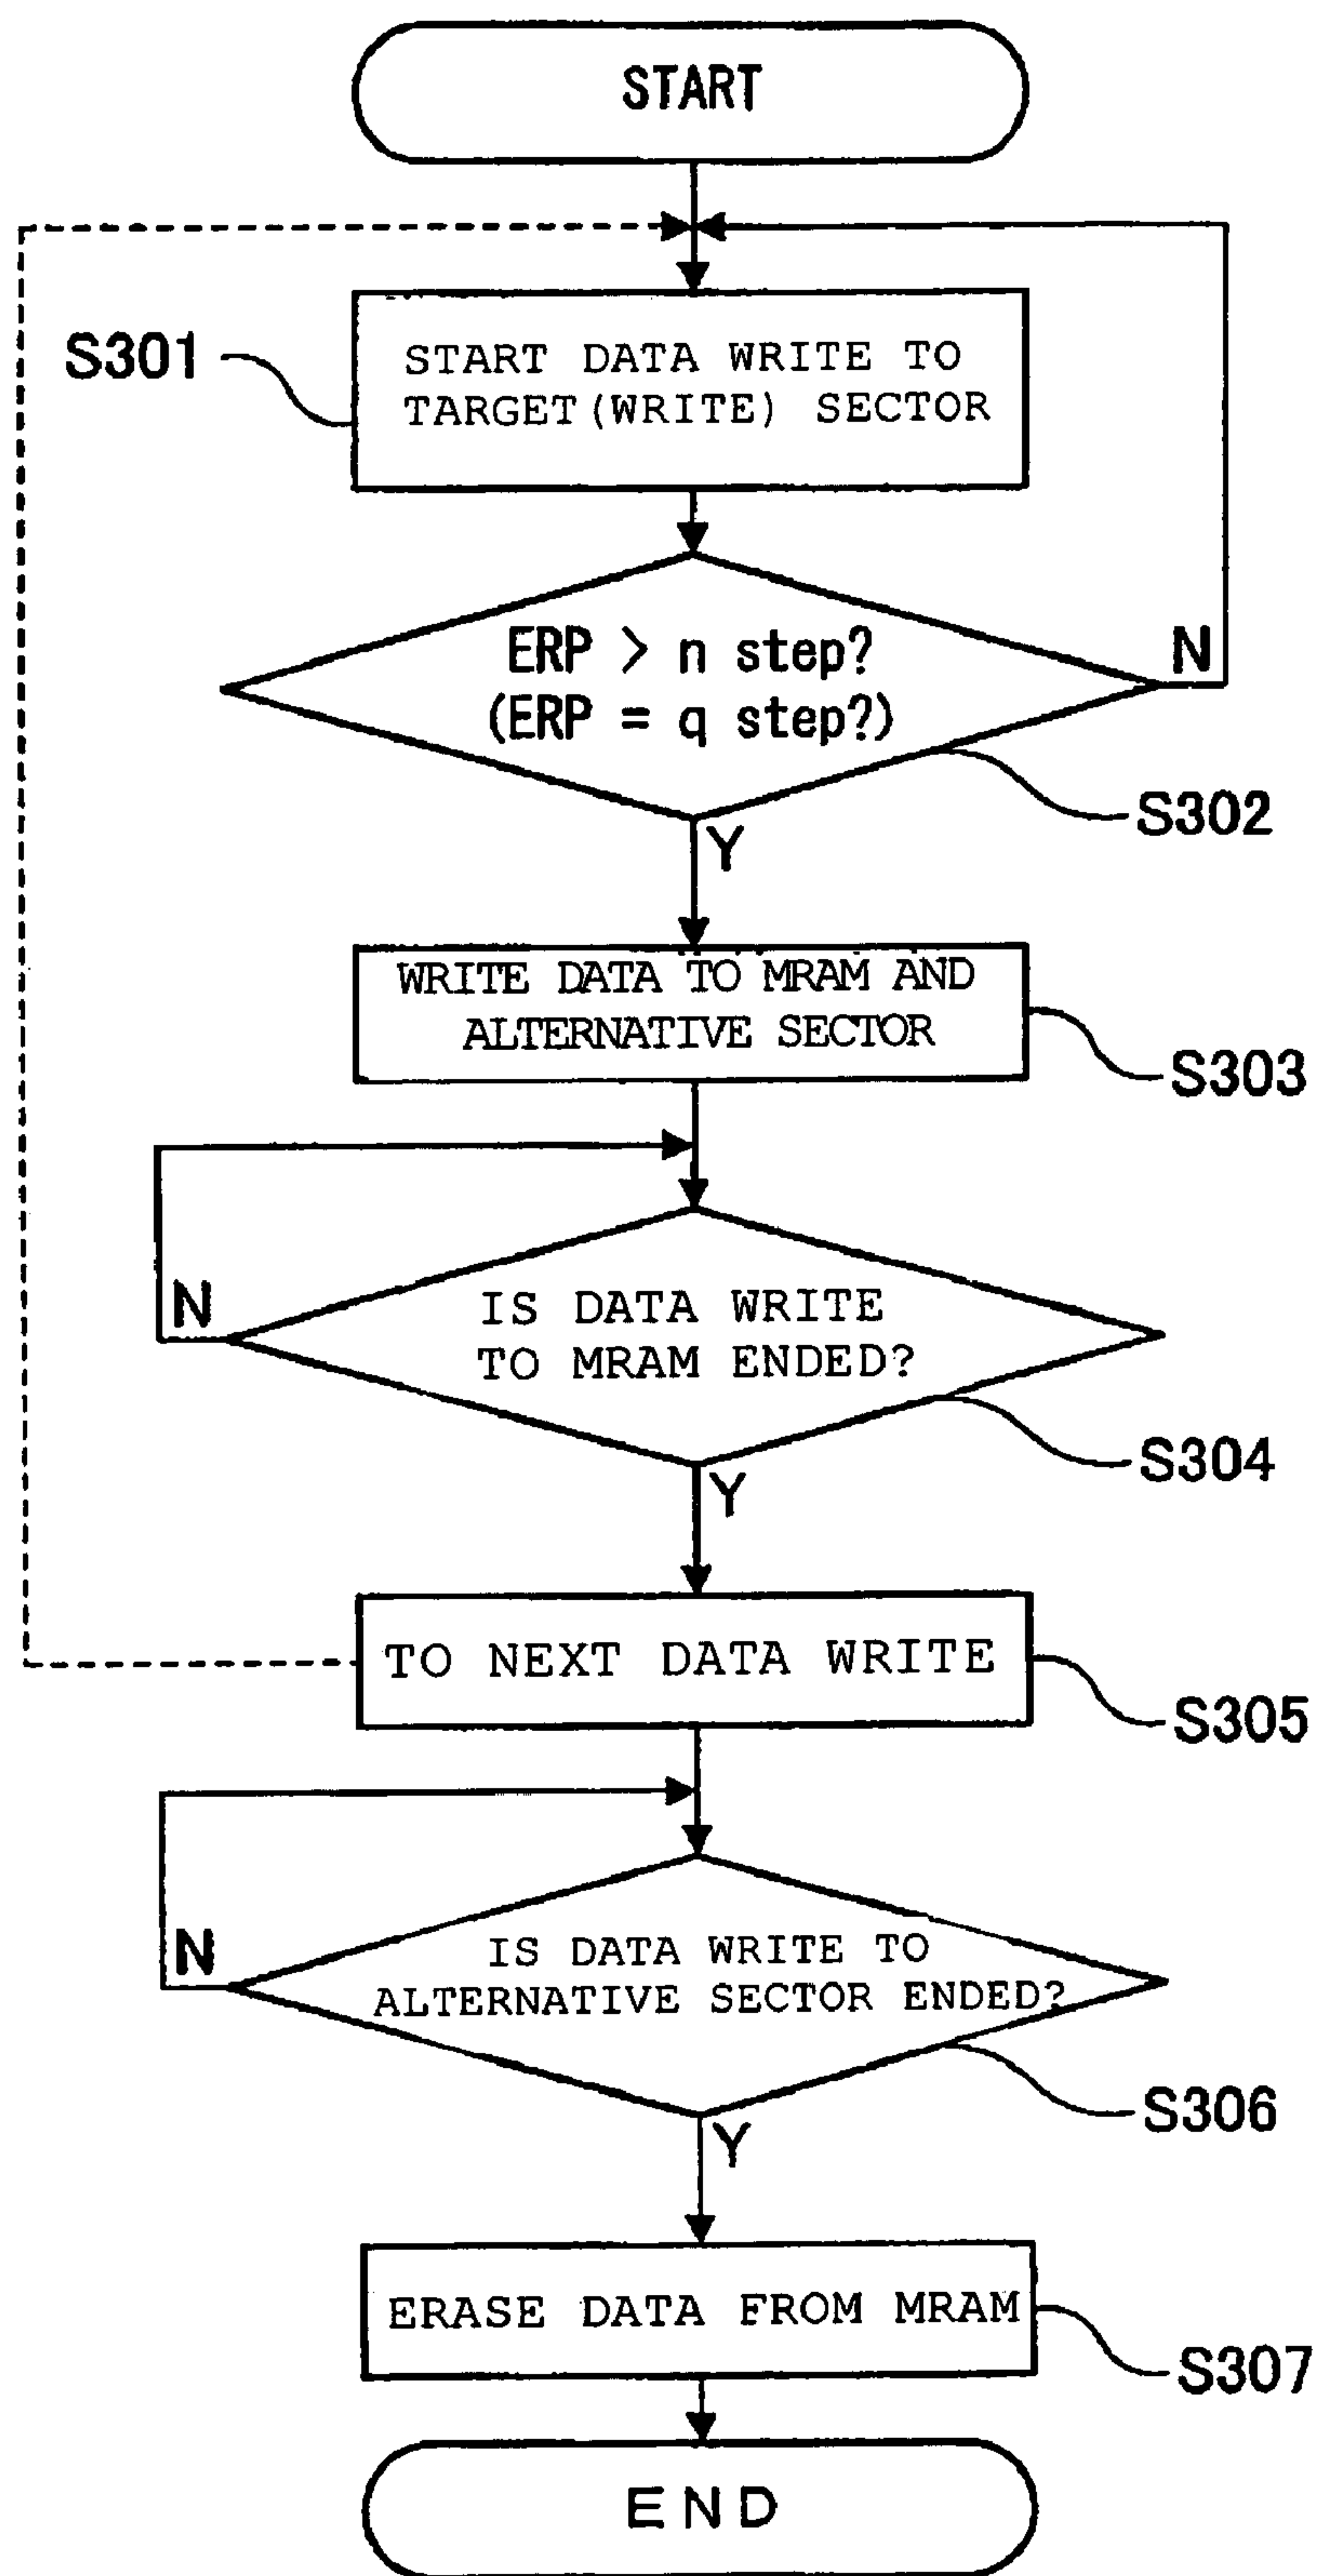 START
S301
START DATA WRITE TO
TARGET(WRITE) SECTOR
ERP > n step?
(ERP = q step?)
N
S302
Y
WRITE DATA TO MRAM AND
ALTERNATIVE SECTOR
S303
N
IS DATA WRITE
TO MRAM ENDED?
S304
Y
TO NEXT DATA WRITE
S305
N
IS DATA WRITE TO
ALTERNATIVE SECTOR ENDED?
S306
Y
ERASE DATA FROM MRAM
S307
END